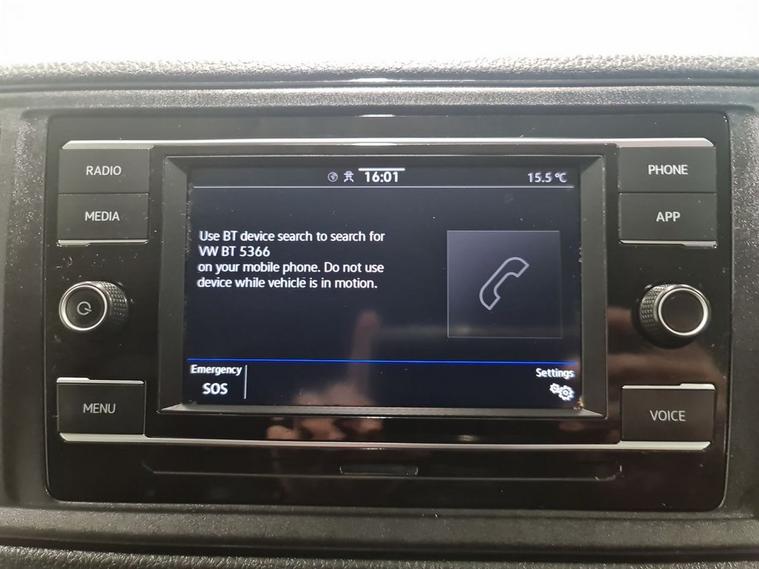 16:01
15.5 °C
RADIO
PHONE
MEDIA
APP
Use BT device search to search for
VW BT 5366
on your mobile phone. Do not use
device while vehicle is in motion.
Emergency
SOS
Settings
MENU
VOICE